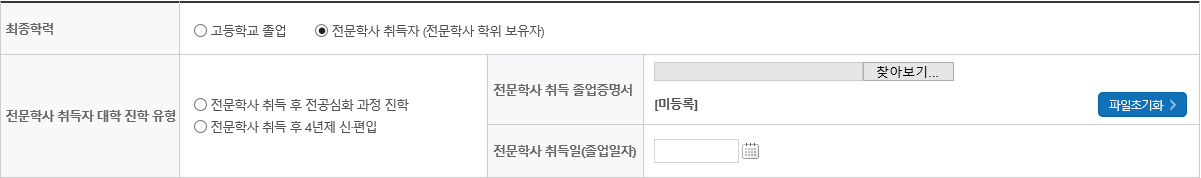 최종학력
고등학교 졸업
전문학사 취득자 (전문학사 학위 보유자)
전문학사 취득자 대학 진학 유형
전문학사 취득 후 전공심화 과정 진학
전문학사 취득 후 4년제 신·편입
전문학사 취득 졸업증명서
찾아보기...
[미등록]
파일초기화
전문학사 취득일(졸업일자)